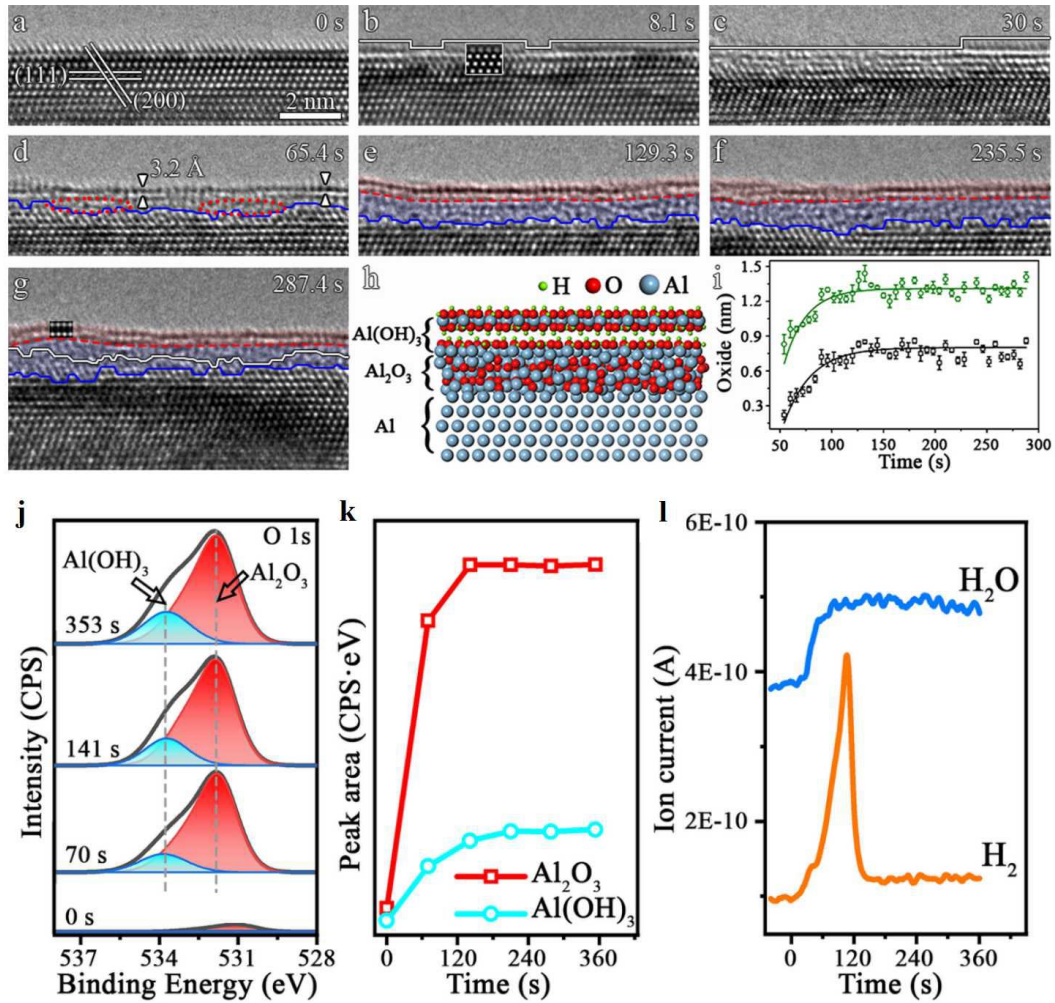 a
0 s
(111)
(200)
2 nm
b
8.1 s
c
30 s
d
65.4 s
3.2 Å
e
129.3 s
f
235.5 s
g
287.4 s
h
H O Al
Al(OH)3
Al2O3
Al
i
Oxide (nm)
1.5
1.2
0.9
0.6
0.3
50 100 150 200 250 300
Time (s)
j
O 1s
Al(OH)3
Al2O3
353 s
141 s
70 s
0 s
Intensity (CPS)
537 534 531 528
Binding Energy (eV)
k
Peak area (CPS·eV)
Al2O3
Al(OH)3
0 120 240 360
Time (s)
l
Ion current (A)
6E-10
4E-10
2E-10
H2O
H2
0 120 240 360
Time (s)